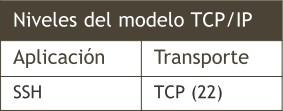 Niveles del modelo TCP/IP
Aplicación Transporte
SSH TCP (22)